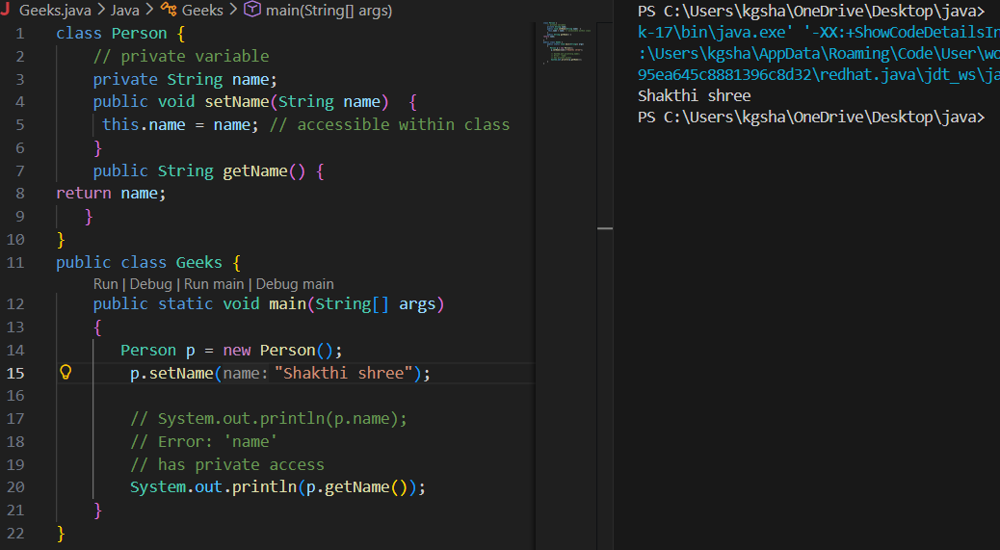 Geeks.java > Java > Geeks > main(String[] args)
1 class Person {
2 // private variable
3 private String name;
4 public void setName(String name)  {
5 this.name = name; // accessible within class
6 }
7 public String getName() {
8 return name;
9 }
10 }
11 public class Geeks {
Run | Debug | Run main | Debug main
12 public static void main(String[] args)
13 {
14 Person p = new Person();
15 p.setName(name: "Shakthi shree");
16
17 // System.out.println(p.name);
18 // Error: 'name'
19 // has private access
20 System.out.println(p.getName());
21 }
22 }
PS C:\Users\kgsha\OneDrive\Desktop\java>
k-17\bin\java.exe' '-XX:+ShowCodeDetailsIn
:\Users\kgsha\AppData\Roaming\Code\User\wo
95ea645c8881396c8d32\redhat.java\jdt_ws\ja
Shakthi shree
PS C:\Users\kgsha\OneDrive\Desktop\java>